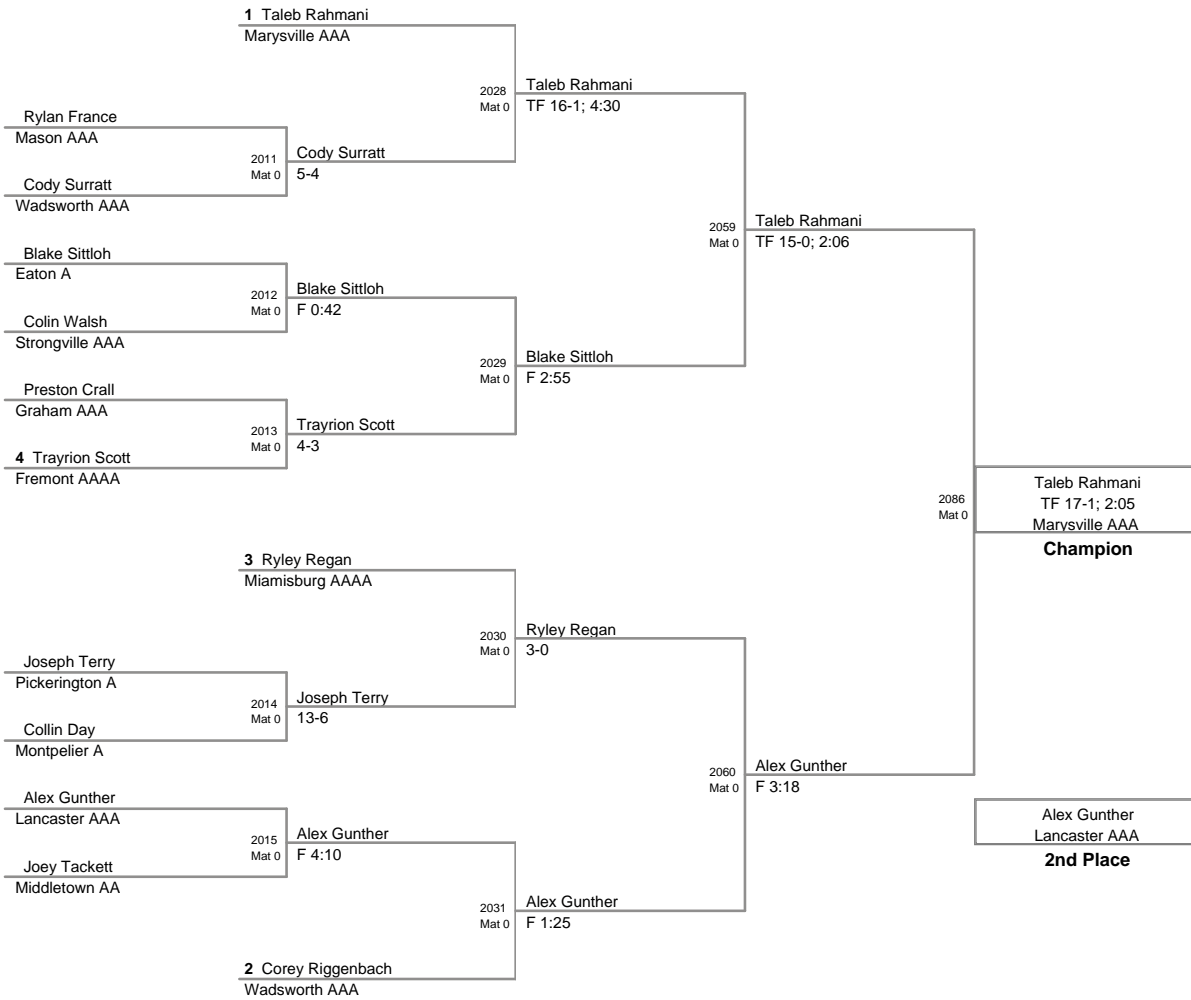 1 Taleb Rahmani
Marysville AAA
2028
Mat 0
Taleb Rahmani
TF 16-1; 4:30
Rylan France
Mason AAA
2011
Mat 0
Cody Surratt
5-4
Cody Surratt
Wadsworth AAA
2059
Mat 0
Taleb Rahmani
TF 15-0; 2:06
Blake Sittloh
Eaton A
2012
Mat 0
Blake Sittloh
F 0:42
Colin Walsh
Strongville AAA
2029
Mat 0
Blake Sittloh
F 2:55
Preston Crall
Graham AAA
2013
Mat 0
Trayrion Scott
4-3
4 Trayrion Scott
Fremont AAAA
2086
Mat 0
Taleb Rahmani
TF 17-1; 2:05
Marysville AAA
Champion
3 Ryley Regan
Miamisburg AAAA
2030
Mat 0
Ryley Regan
3-0
Joseph Terry
Pickerington A
2014
Mat 0
Joseph Terry
13-6
Collin Day
Montpelier A
2060
Mat 0
Alex Gunther
F 3:18
Alex Gunther
Lancaster AAA
2015
Mat 0
Alex Gunther
F 4:10
Joey Tackett
Middletown AA
Alex Gunther
Lancaster AAA
2nd Place
2031
Mat 0
Alex Gunther
F 1:25
2 Corey Riggenbach
Wadsworth AAA